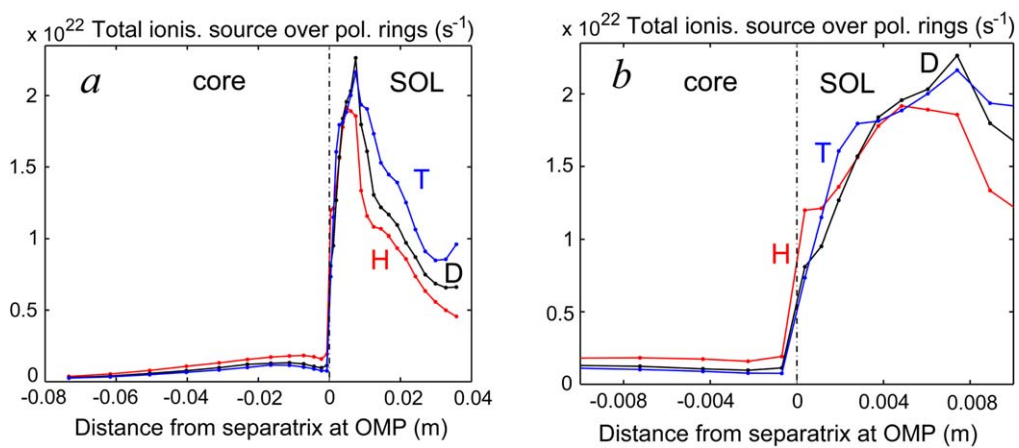 x 10²² Total ionis. source over pol. rings (s⁻¹)
a
core
SOL
2
1.5
1
0.5
0
T
H
D
-0.08
-0.06
-0.04
-0.02
0
0.02
0.04
Distance from separatrix at OMP (m)
x 10²² Total ionis. source over pol. rings (s⁻¹)
b
core
SOL
D
2
1.5
1
0.5
0
T
H
-0.008
-0.004
0
0.004
0.008
Distance from separatrix at OMP (m)